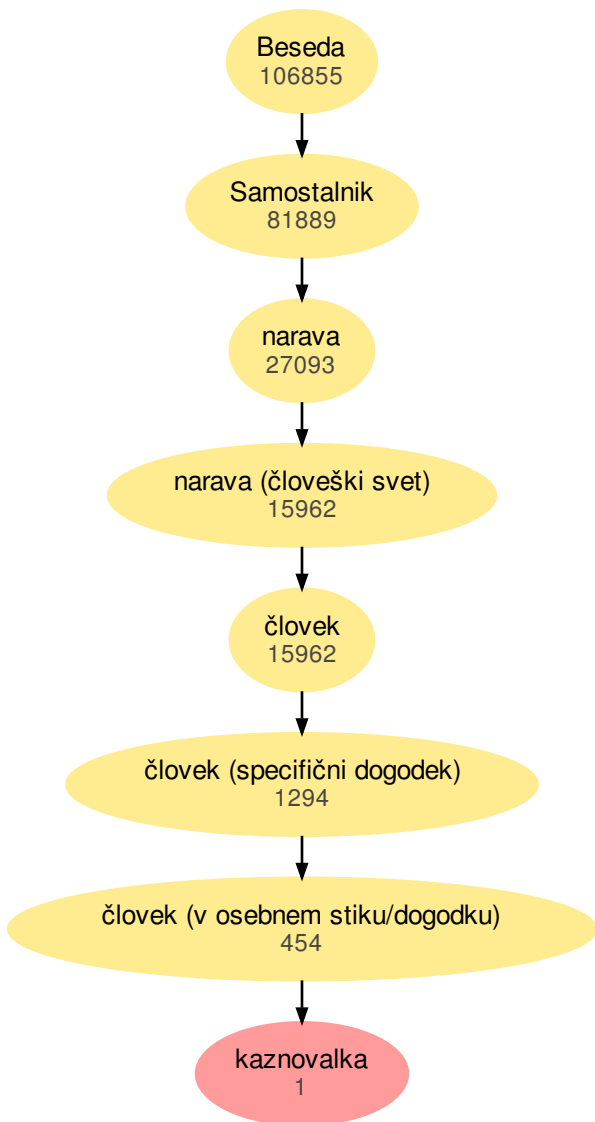 Beseda
106855
Samostalnik
81889
narava
27093
narava (človeški svet)
15962
človek
15962
človek (specifični dogodek)
1294
človek (v osebnem stiku/dogodku)
454
kaznovalka
1